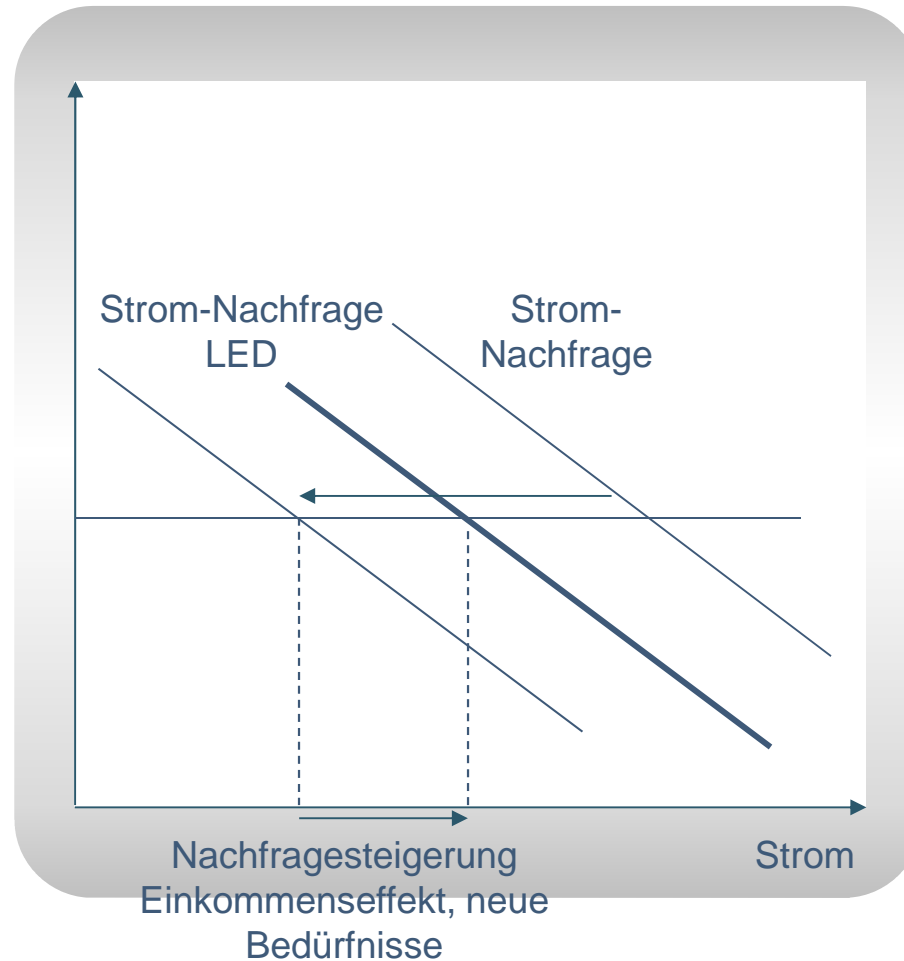 Strom-Nachfrage
LED
Strom-
Nachfrage
Nachfragesteigerung
Einkommenseffekt, neue
Bedürfnisse
Strom